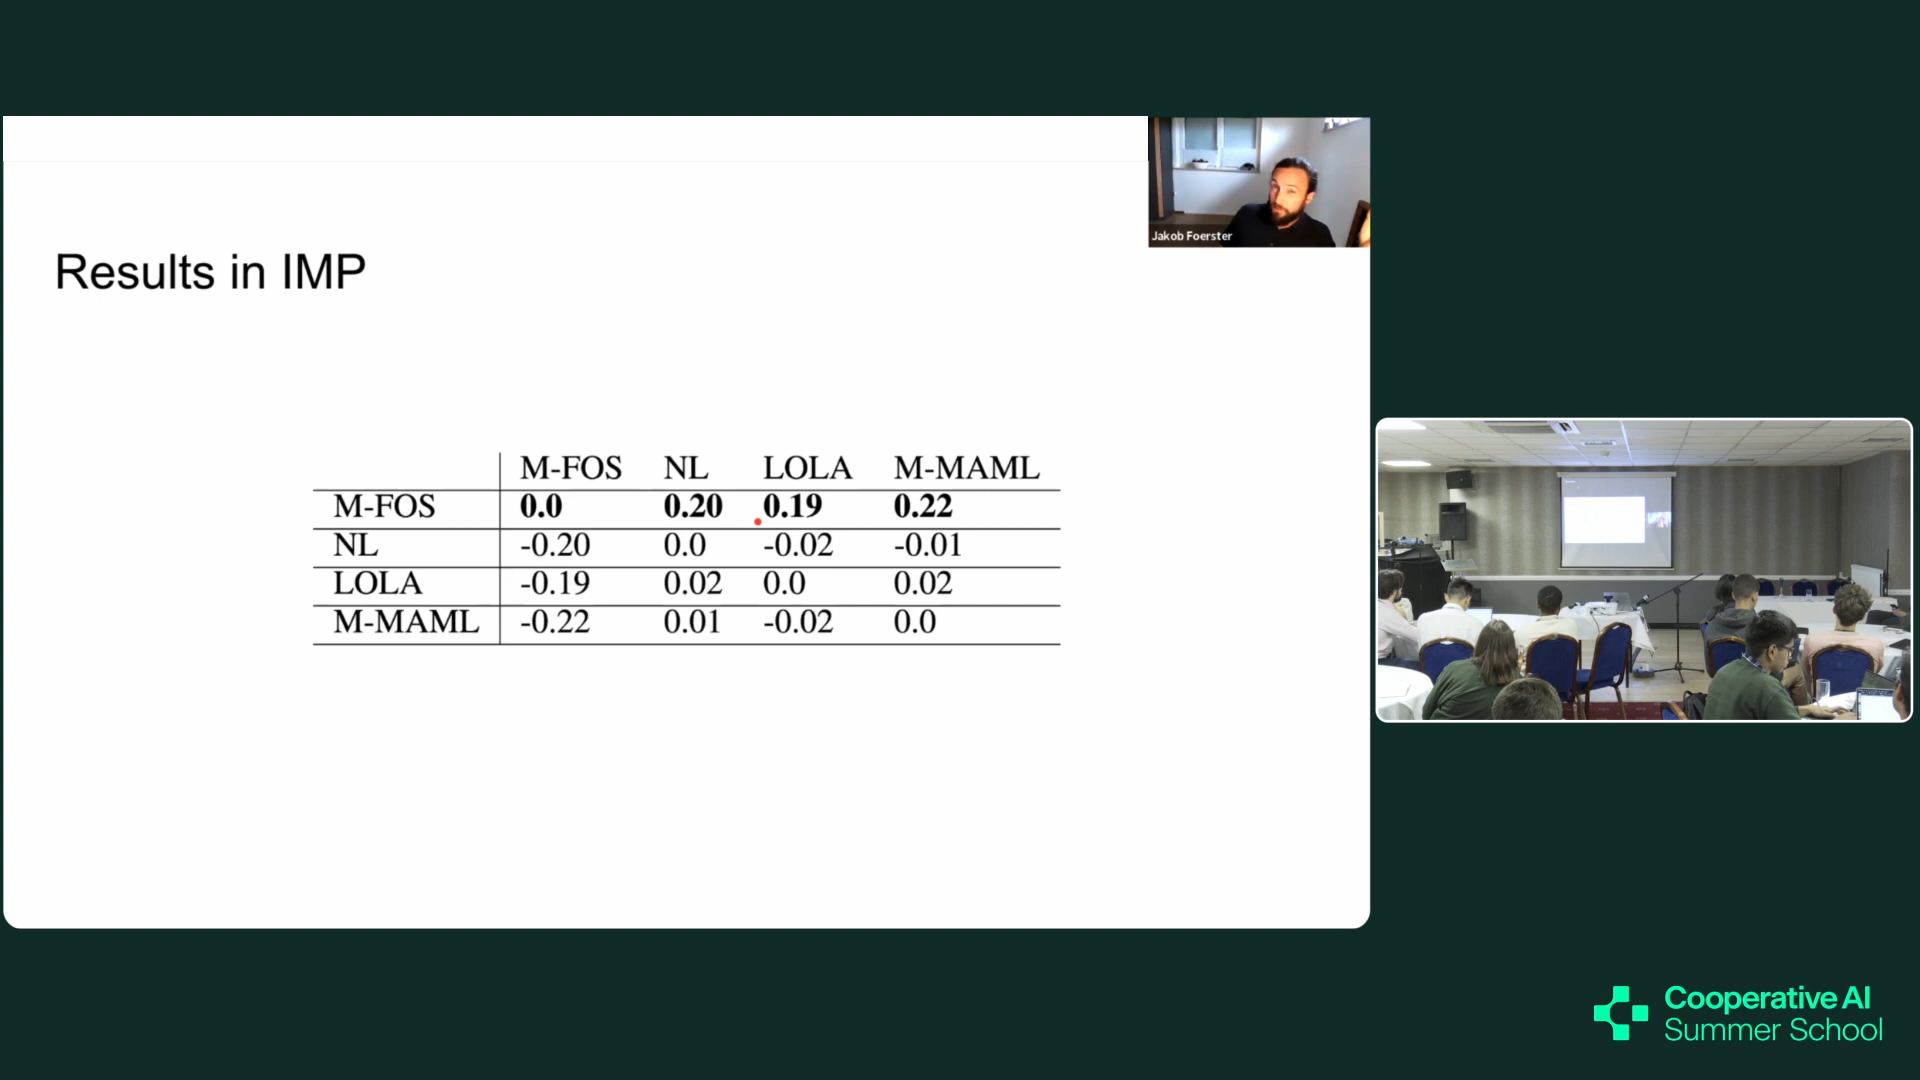 Jakob Foerster
Results in IMP
M-FOS NL LOLA M-MAML
M-FOS 0.0 0.20 0.19 0.22
NL -0.20 0.0 -0.02 -0.01
LOLA -0.19 0.02 0.0 0.02
M-MAML -0.22 0.01 -0.02 0.0
Cooperative AI
Summer School